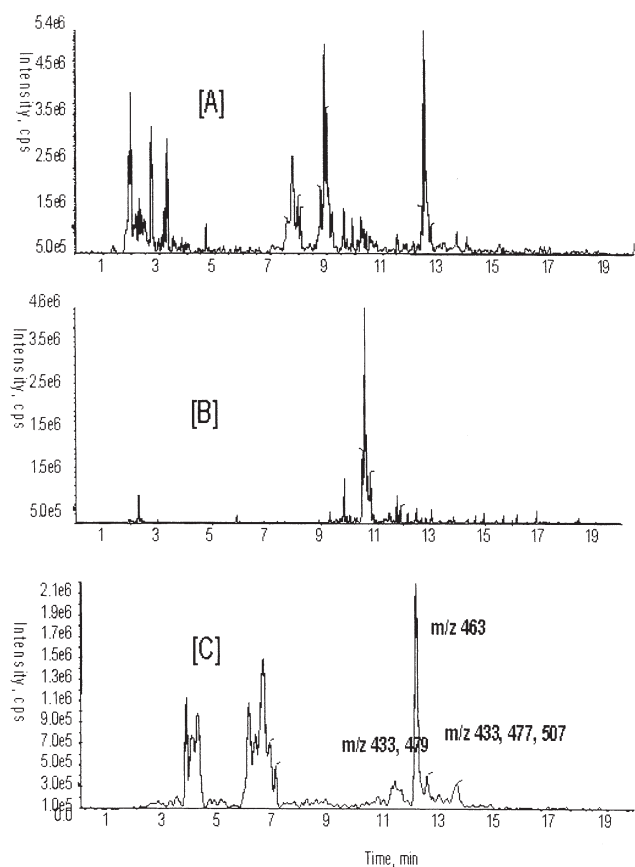 5.4e6
4.5e6
3.5e6
2.5e6
1.5e6
5.0e6
Intensity, cps
[A]
1 3 5 7 9 11 13 15 17 19
4.6e6
3.5e6
2.5e6
1.5e6
5.0e5
Intensity, cps
[B]
1 3 5 7 9 11 13 15 17 19
2.1e6
1.9e6
1.7e6
1.5e6
1.3e6
1.1e6
9.0e5
7.0e5
5.0e5
3.0e5
1.0e5
0.0
Intensity, cps
[C]
m/z 463
m/z 433, 479
m/z 433, 477, 507
1 3 5 7 9 11 13 15 17 19
Time, min